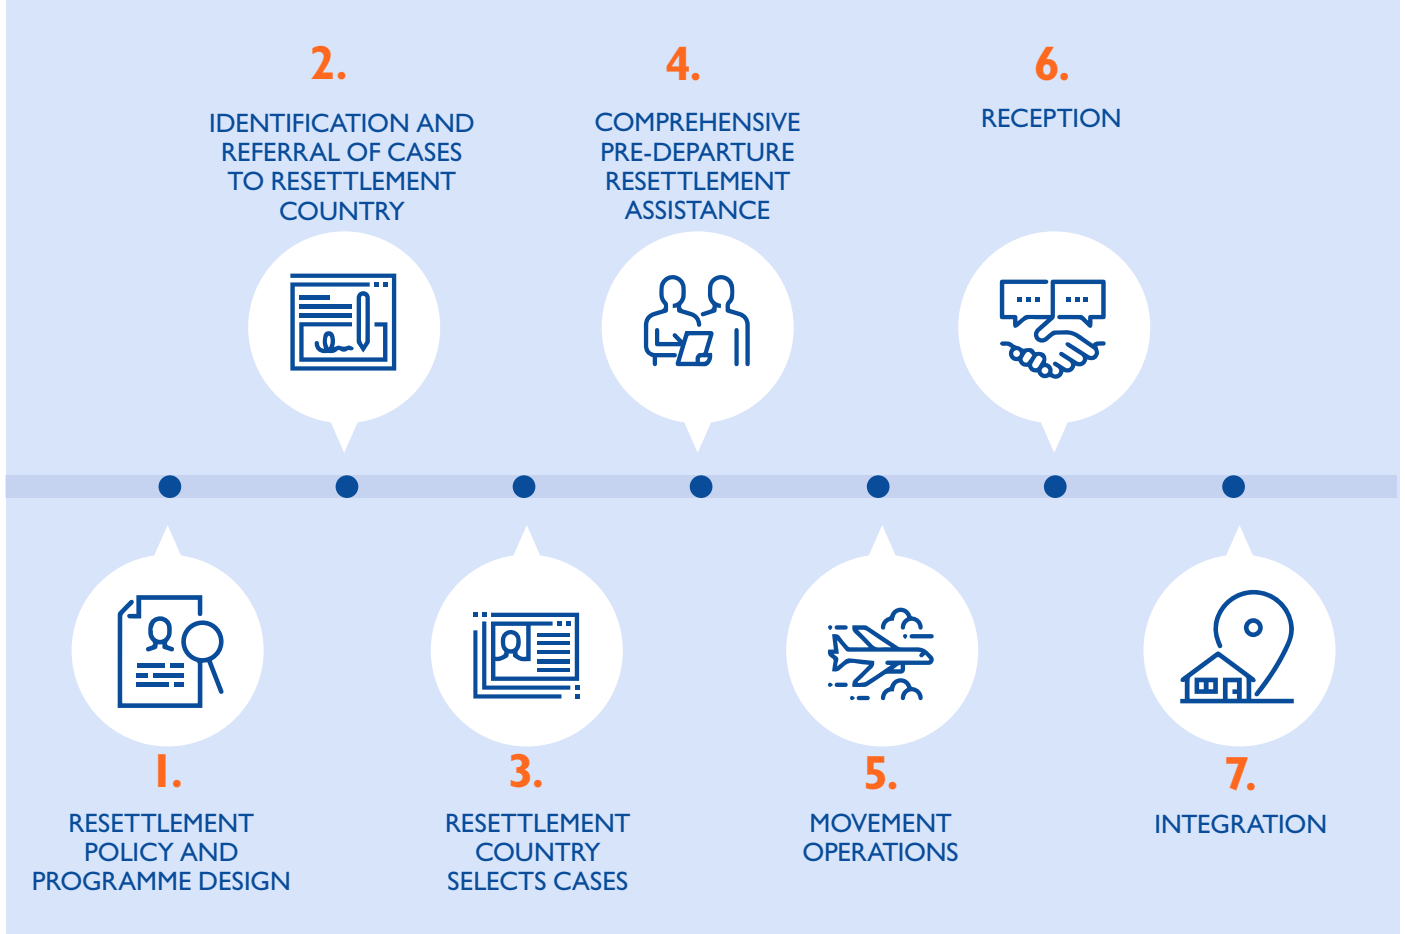 1.
RESETTLEMENT
POLICY AND
PROGRAMME DESIGN
2.
IDENTIFICATION AND
REFERRAL OF CASES
TO RESETTLEMENT
COUNTRY
3.
RESETTLEMENT
COUNTRY
SELECTS CASES
4.
COMPREHENSIVE
PRE-DEPARTURE
RESETTLEMENT
ASSISTANCE
5.
MOVEMENT
OPERATIONS
6.
RECEPTION
7.
INTEGRATION